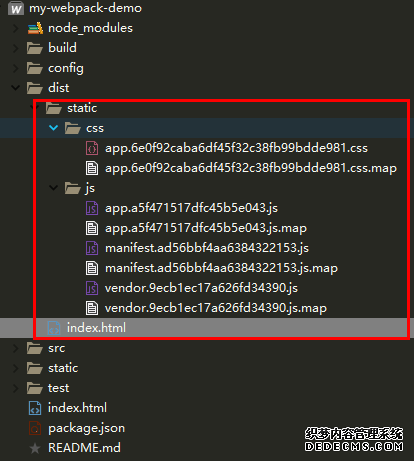 my-webpack-demo
node_modules
build
config
dist
static
css
app.6e0f92caba6df45f32c38fb99bdde981.css
app.6e0f92caba6df45f32c38fb99bdde981.css.map
js
app.a5f471517dfc45b5e043.js
app.a5f471517dfc45b5e043.js.map
manifest.ad56bbf4aa6384322153.js
manifest.ad56bbf4aa6384322153.js.map
vendor.9ecb1ec17a626fd34390.js
vendor.9ecb1ec17a626fd34390.js.map
index.html
src
static
test
index.html
package.json
README.md
织梦内容管理系统
DEDECMS.COM